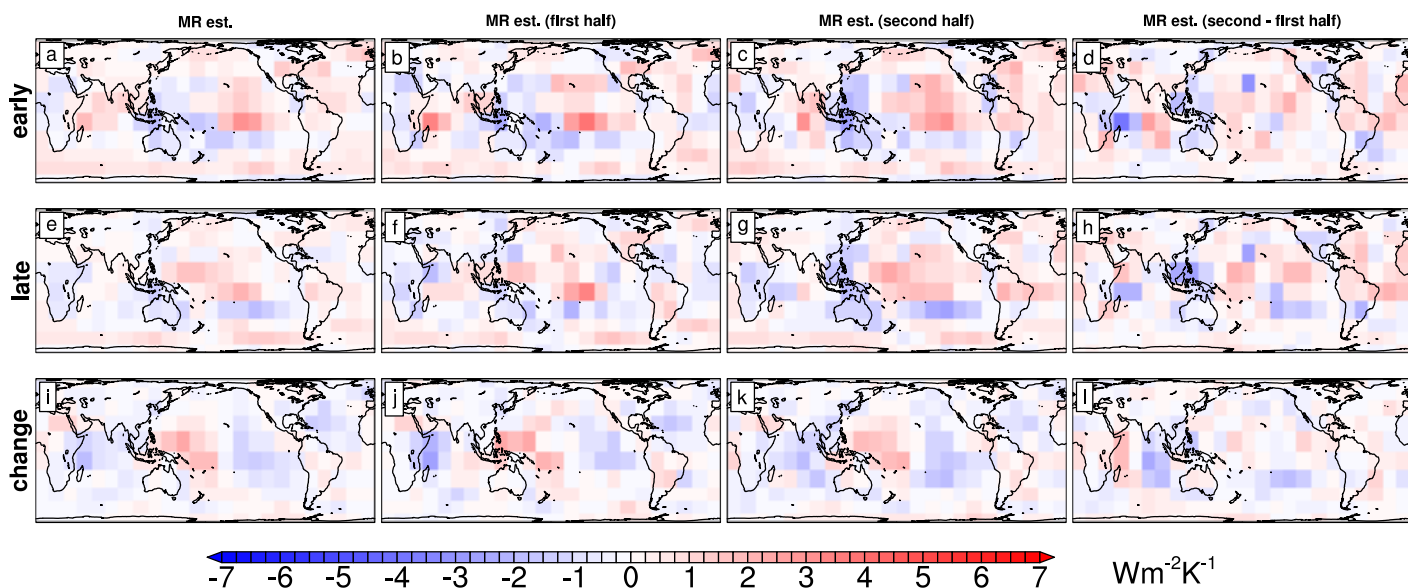 MR est. MR est. (first half) MR est. (second half) MR est. (second - first half)
early a b c d
late e f g h
change i j k l
-7 -6 -5 -4 -3 -2 -1 0 1 2 3 4 5 6 7 Wm-2K-1